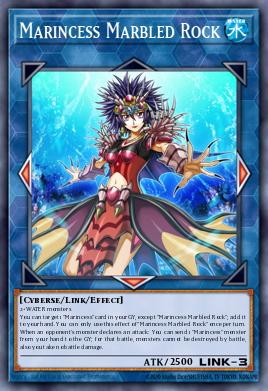 Marincess Marbled Rock
WATER
水
[Cyberse/Link/Effect]
2+ WATER monsters
You can target 1 "Marincess" card in your GY, except "Marincess Marbled Rock"; add it
to your hand. You can only use this effect of "Marincess Marbled Rock" once per turn.
When an opponent's monster declares an attack: You can send 1 "Marincess" monster
from your hand to the GY; for that battle, monsters cannot be destroyed by battle,
also you take no battle damage.
ATK/2500 LINK-3